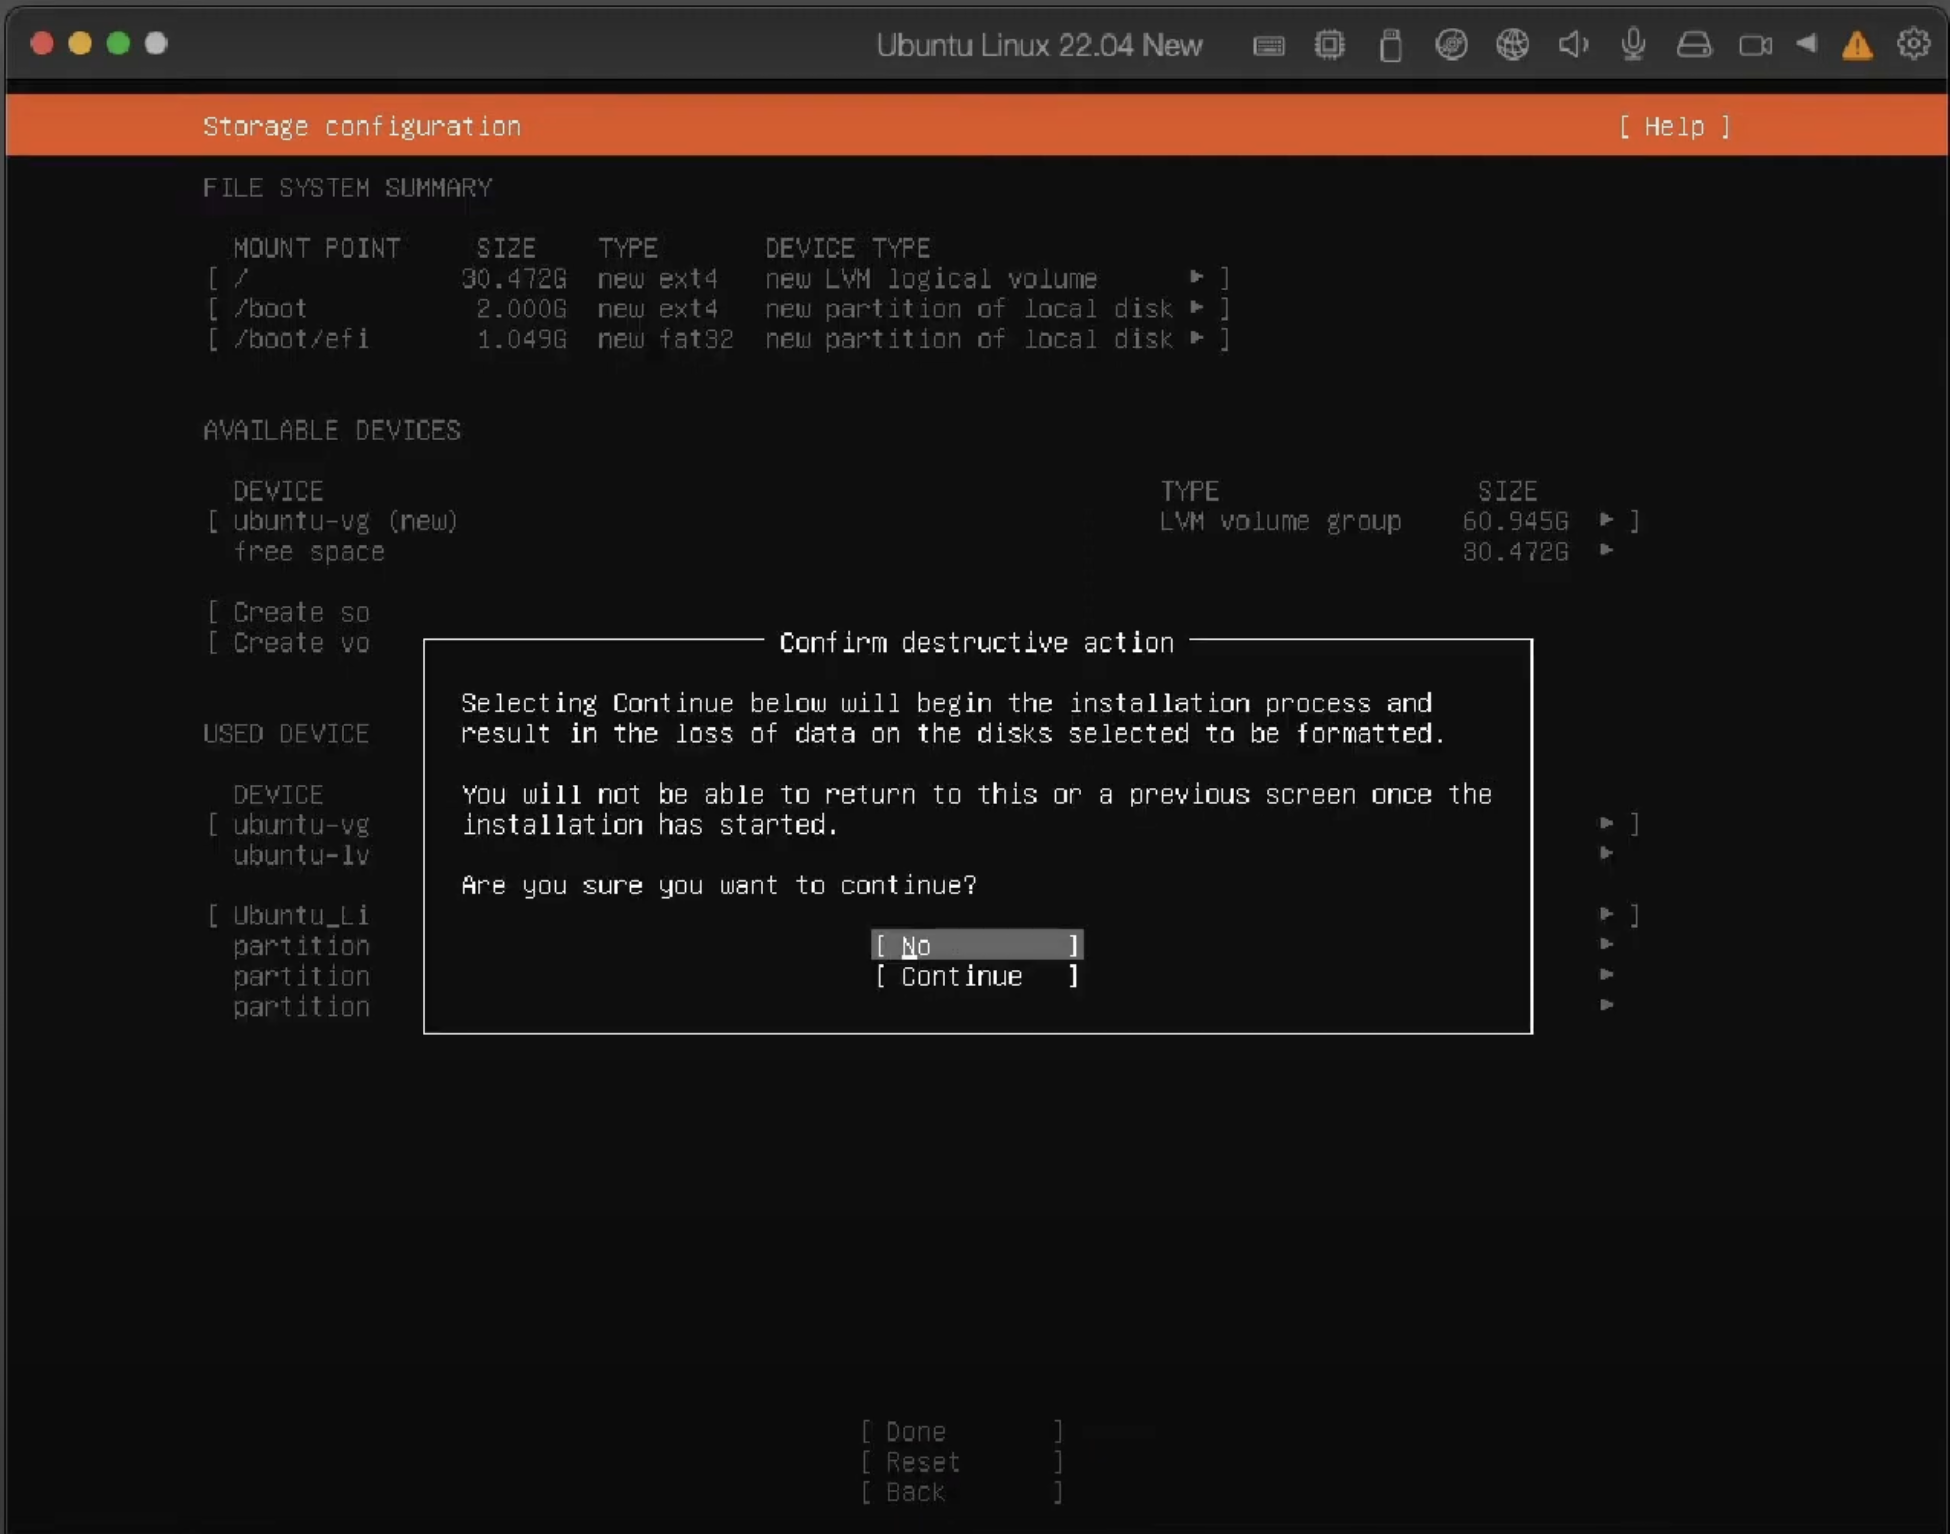 Ubuntu Linux 22.04 New
Storage configuration [ Help ]
FILE SYSTEM SUMMARY
MOUNT POINT SIZE TYPE DEVICE TYPE
[ / 30.472G new ext4 new LVM logical volume ▸ ]
[ /boot 2.000G new ext4 new partition of local disk ▸ ]
[ /boot/efi 1.049G new fat32 new partition of local disk ▸ ]
AVAILABLE DEVICES
DEVICE TYPE SIZE
[ ubuntu-vg (new) LVM volume group 60.945G ▸ ]
free space 30.472G ▸
[ Create so
[ Create vo
USED DEVICE
DEVICE
[ ubuntu-vg ▸ ]
ubuntu-lv ▸
[ Ubuntu_Li ▸ ]
partition ▸
partition ▸
partition ▸
Confirm destructive action
Selecting Continue below will begin the installation process and
result in the loss of data on the disks selected to be formatted.
You will not be able to return to this or a previous screen once the
installation has started.
Are you sure you want to continue?
[ No ]
[ Continue ]
[ Done ]
[ Reset ]
[ Back ]